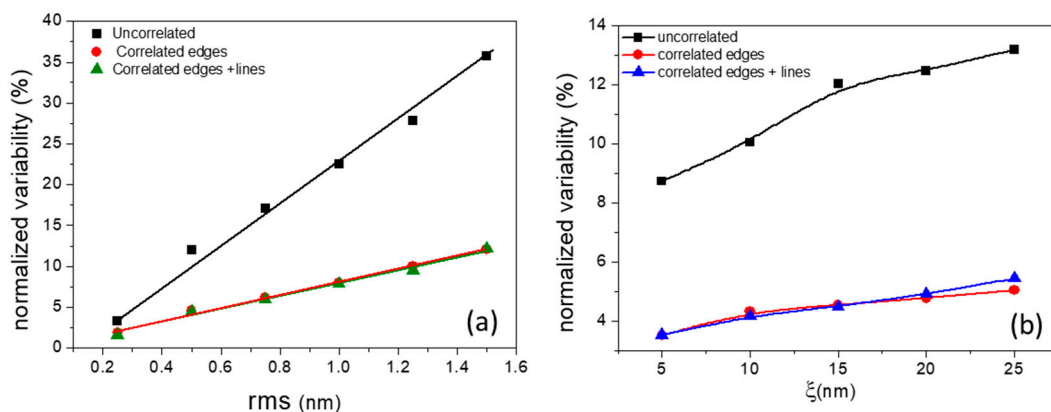 normalized variability (%)
40
35
30
25
20
15
10
5
0
Uncorrelated
Correlated edges
Correlated edges +lines
(a)
0.2 0.4 0.6 0.8 1.0 1.2 1.4 1.6
rms (nm)
normalized variability (%)
14
12
10
8
6
4
uncorrelated
correlated edges
correlated edges + lines
(b)
5 10 15 20 25
ξ(nm)